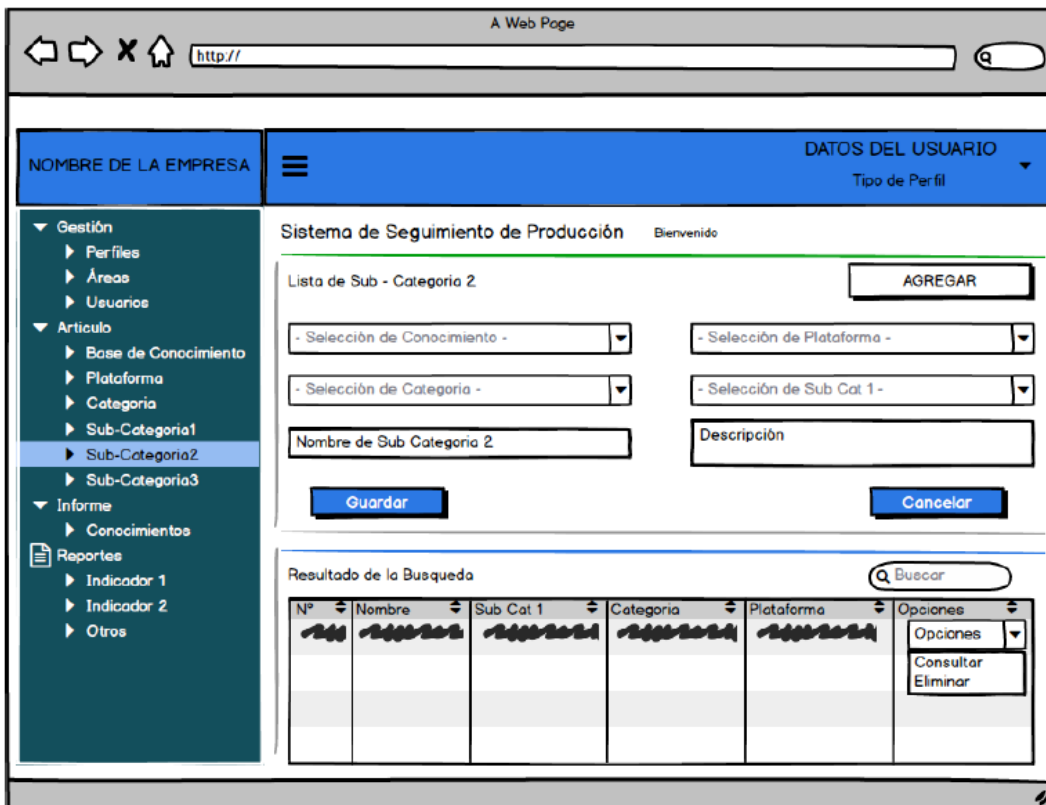 A Web Page
http://
NOMBRE DE LA EMPRESA
DATOS DEL USUARIO
Tipo de Perfil
Gestión
Perfiles
Áreas
Usuarios
Articulo
Base de Conocimiento
Plataforma
Categoria
Sub-Categoria1
Sub-Categoria2
Sub-Categoria3
Informe
Conocimientos
Reportes
Indicador 1
Indicador 2
Otros
Sistema de Seguimiento de Producción Bienvenido
Lista de Sub - Categoria 2 AGREGAR
- Selección de Conocimiento - - Selección de Plataforma -
- Selección de Categoria - - Selección de Sub Cat 1 -
Nombre de Sub Categoria 2 Descripción
Guardar Cancelar
Resultado de la Busqueda Buscar
N° Nombre Sub Cat 1 Categoria Plataforma Opciones
Opciones
Consultar
Eliminar